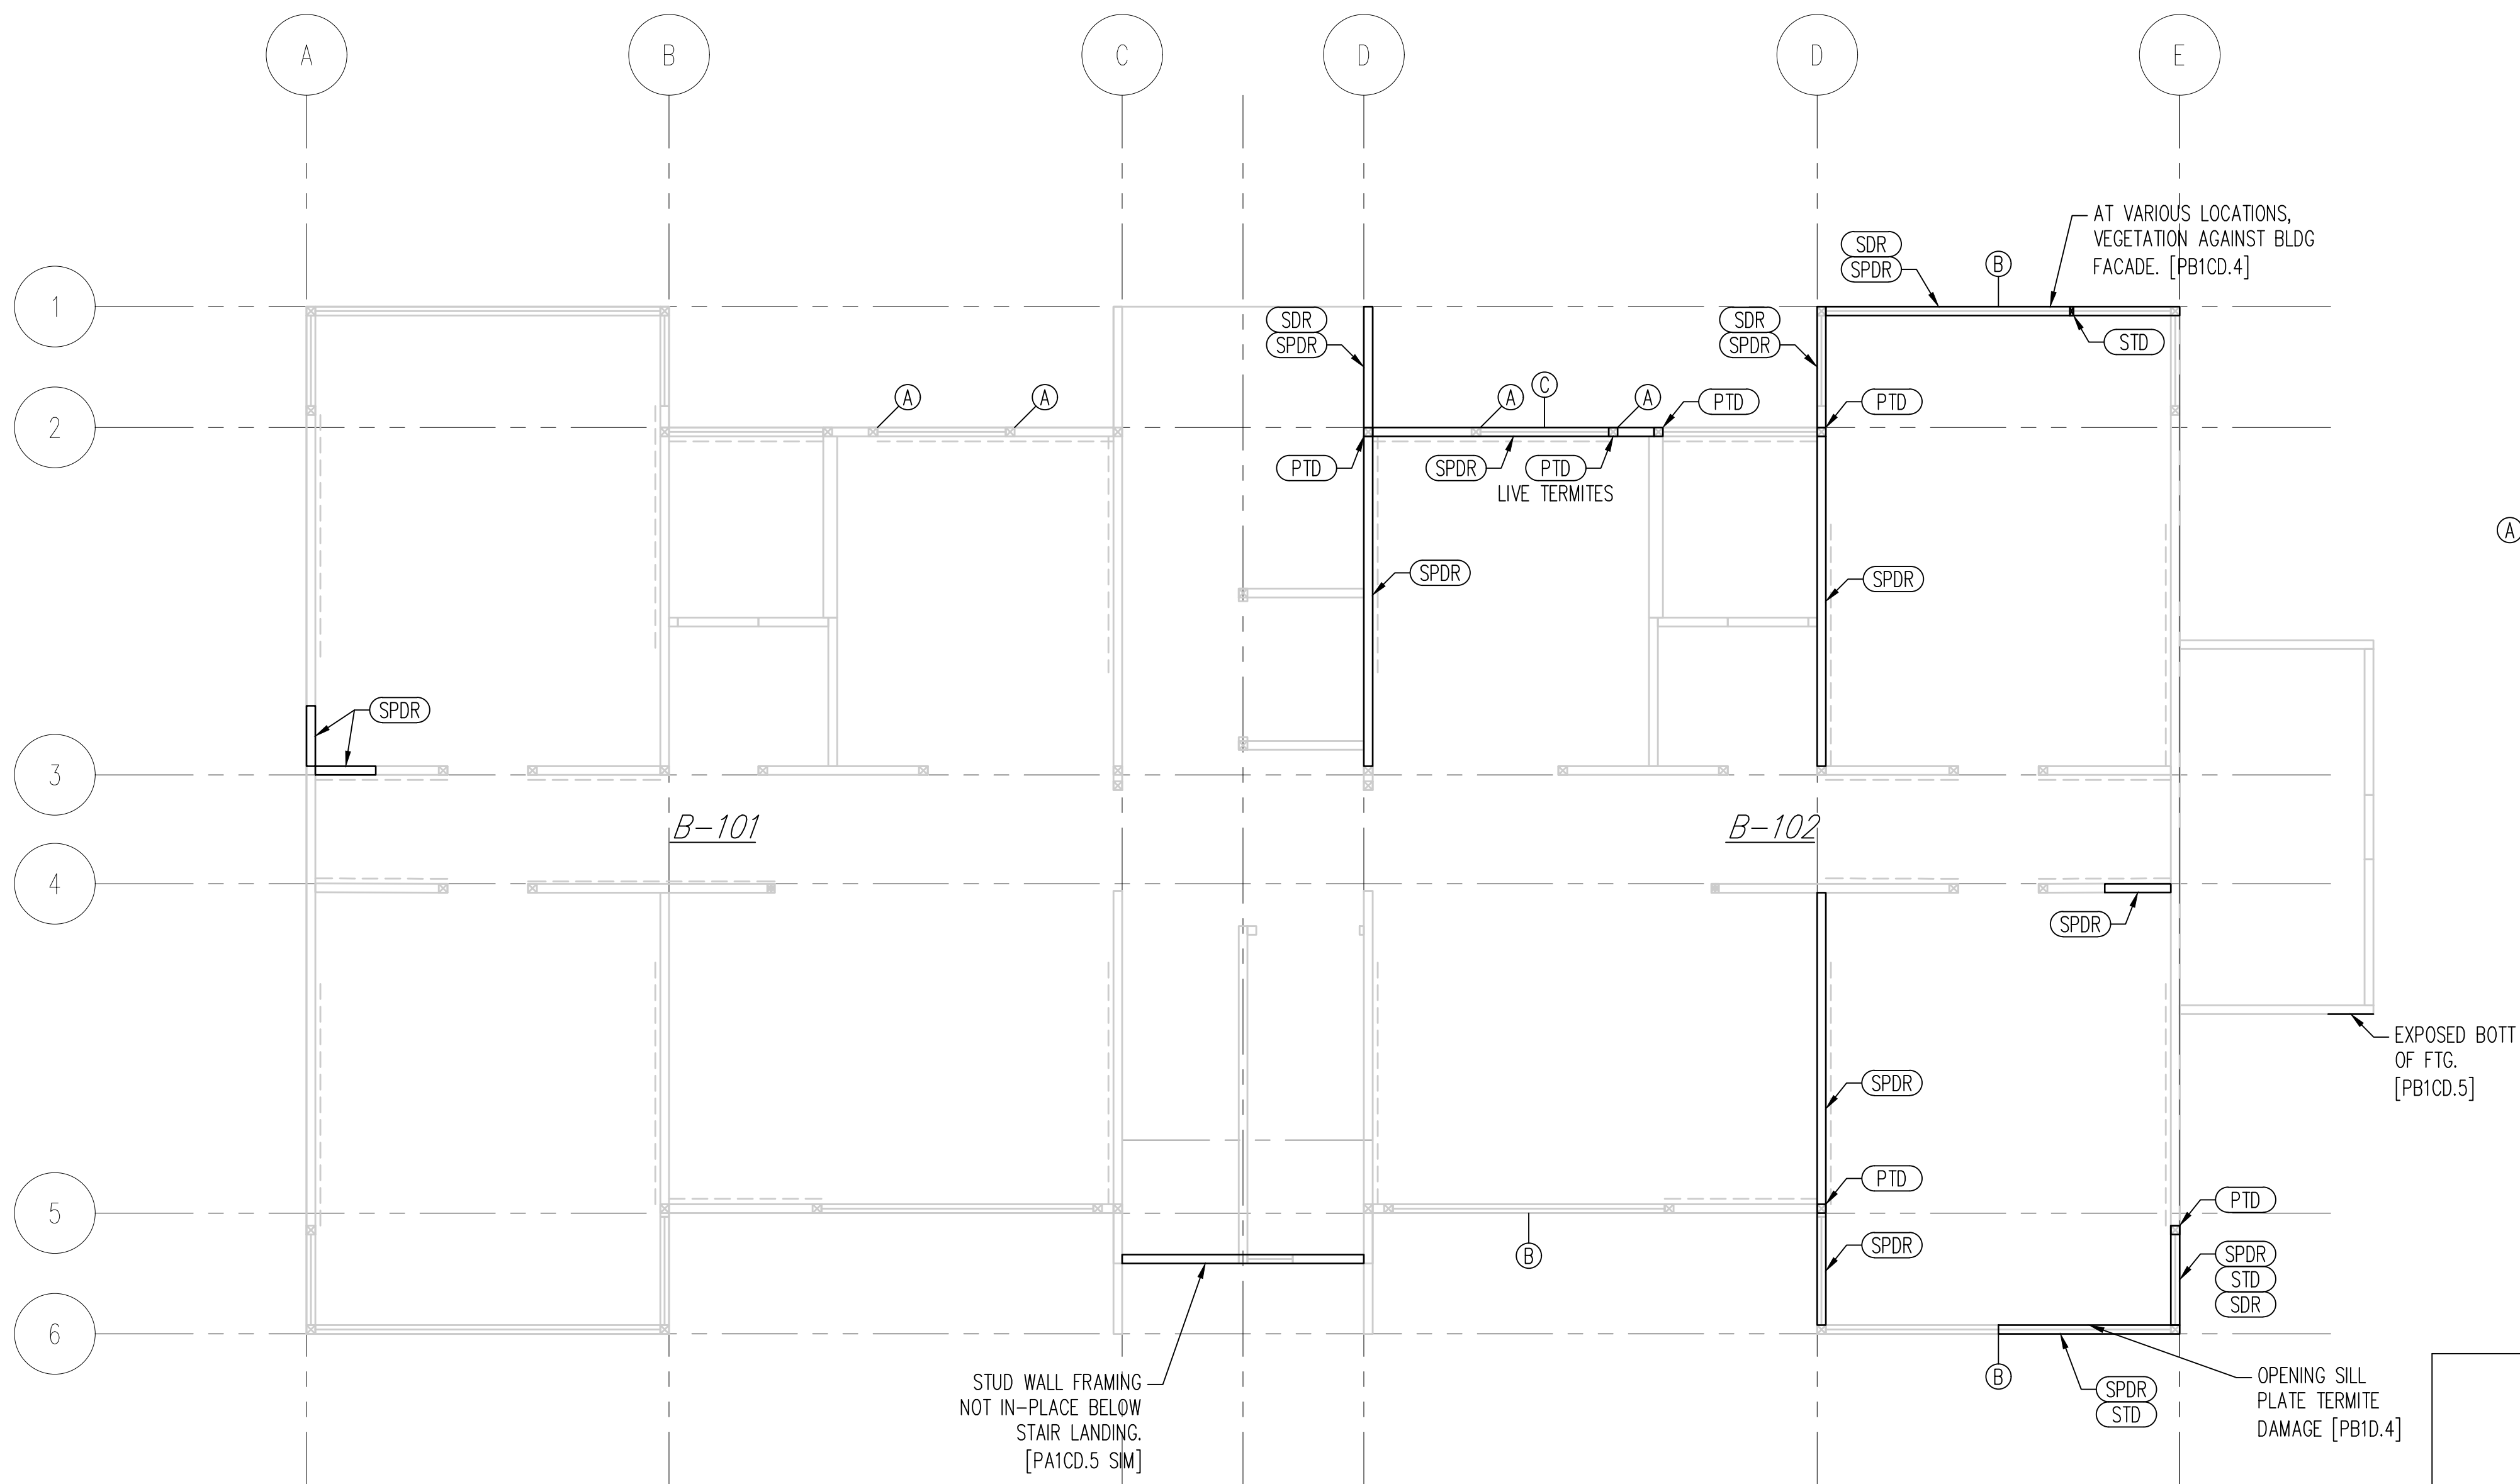 A
B
C
D
D
E
AT VARIOUS LOCATIONS,
VEGETATION AGAINST BLDG
FACADE. [PB1CD.4]
SDR
SPDR
B
1
SDR
SPDR
SDR
SPDR
STD
A
A
A
C
A
PTD
PTD
2
PTD
SPDR
PTD
LIVE TERMITES
A
SPDR
SPDR
SPDR
3
B-101
B-102
4
SPDR
EXPOSED BOTT
OF FTG.
[PB1CD.5]
SPDR
PTD
5
PTD
B
SPDR
SPDR
STD
SDR
6
STUD WALL FRAMING
NOT IN-PLACE BELOW
STAIR LANDING.
[PA1CD.5 SIM]
B
SPDR
STD
OPENING SILL
PLATE TERMITE
DAMAGE [PB1D.4]